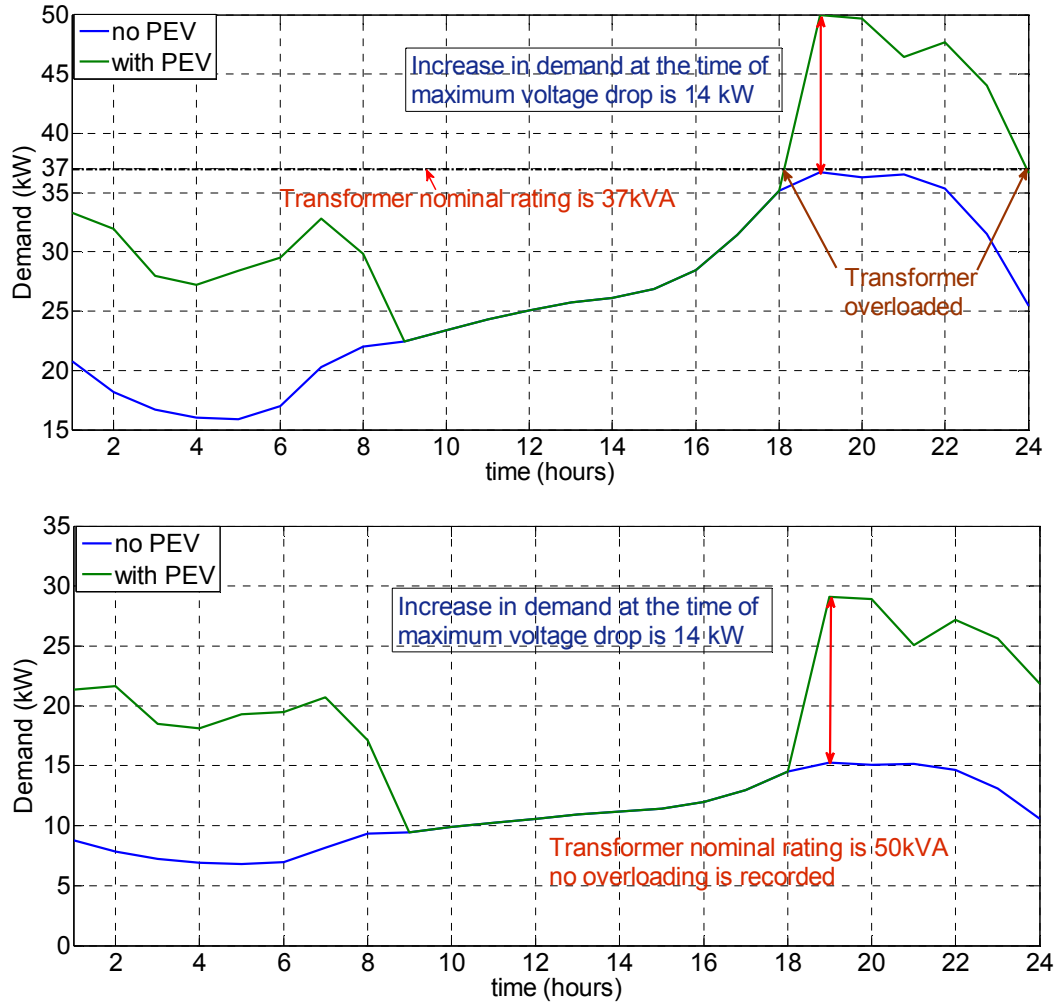 50
no PEV
with PEV
45
Increase in demand at the time of
maximum voltage drop is 14 kW
40
37
35
Transformer nominal rating is 37kVA
30
Transformer
overloaded
25
20
15
Demand (kW)
2 4 6 8 10 12 14 16 18 20 22 24
time (hours)
35
no PEV
with PEV
30
Increase in demand at the time of
maximum voltage drop is 14 kW
25
20
15
10
Transformer nominal rating is 50kVA
no overloading is recorded
5
0
Demand (kW)
2 4 6 8 10 12 14 16 18 20 22 24
time (hours)